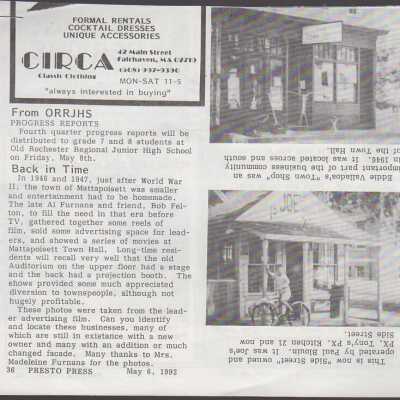 FORMAL RENTALS
COCKTAIL DRESSES
UNIQUE ACCESSORIES
CIRCA
Classic Clothing
42 Main Street
Fairhaven, MA 02719
(508) 997-9390
MON-SAT 11-5
"always interested in buying"
From ORRJHS
PROGRESS REPORTS
Fourth quarter progress reports will be
distributed to grade 7 and 8 students at
Old Rochester Regional Junior High School
on Friday, May 8th.
Back in Time
In 1946 and 1947, just after World War
II, the town of Mattapoisett was smaller
and entertainment had to be homemade.
The late Al Furnans and friend, Bob Fel-
ton, to fill the need in that era before
TV, gathered together some reels of
film, sold some advertising space for lead-
ers, and showed a series of movies at
Mattapoisett Town Hall. Long-time resi-
dents will recall very well that the old
Auditorium on the upper floor had a stage
and the back had a projection booth. The
shows provided some much appreciated
diversion to townspeople, although not
hugely profitable.
These photos were taken from the lead-
er advertising film. Can you identify
and locate these businesses, many of
which are still in existence with a new
owner and many with an addition or much
changed facade. Many thanks to Mrs.
Madeleine Furnans for the photos.
36 PRESTO PRESS May 6, 1992
Eddie Valadao's "Town Shop" was an
important part of the business community
in 1946. It was located across and south
of the Town Hall.
JOE
"Side Street" was owned and
operated by Paul Blouin. It was Joe's
PX, Tony's PX, Kitchen 21 and now
Side Street.